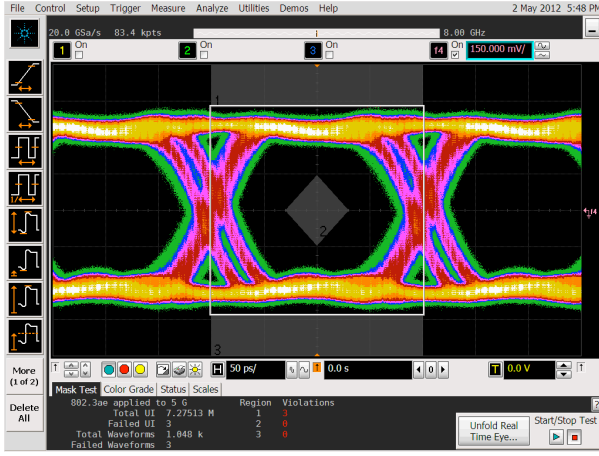 File Control Setup Trigger Measure Analyze Utilities Demos Help 2 May 2012 5:48 PM
20.0 GSa/s 83.4 kpts 8.00 GHz
1 On 2 On 3 On f4 On 150.000 mV/
1
2
f4
3
More
(1 of 2)
Delete
All
H 50 ps/ 0.0 s 0 T 0.0 V
Mask Test Color Grade Status Scales
802.3ae applied to 5 G Region Violations
Total UI 7.27513 M 1 3
Failed UI 3 2 0
Total Waveforms 1.048 k 3 0
Failed Waveforms 3
Unfold Real
Time Eye...
Start/Stop Test
?